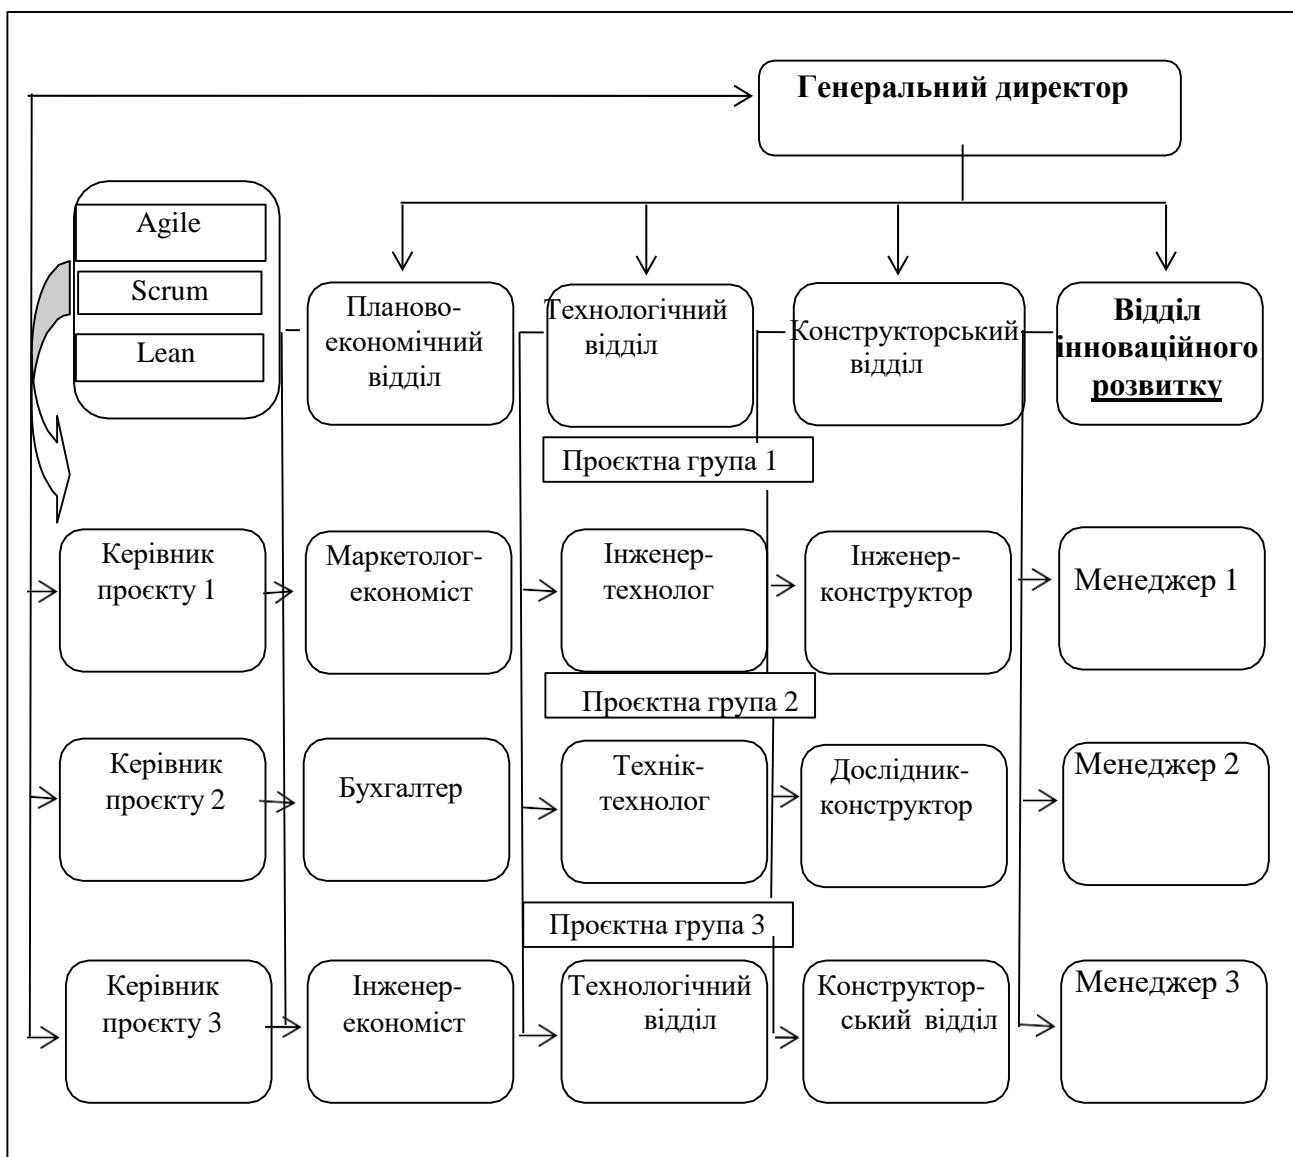 Генеральний директор
Agile
Scrum
Lean
Планово-
економічний
відділ
Технологічний
відділ
Конструкторський
відділ
Відділ
інноваційного
розвитку
Проєктна група 1
Керівник
проєкту 1
Маркетолог-
економіст
Інженер-
технолог
Інженер-
конструктор
Менеджер 1
Проєктна група 2
Керівник
проєкту 2
Бухгалтер
Технік-
технолог
Дослідник-
конструктор
Менеджер 2
Проєктна група 3
Керівник
проєкту 3
Інженер-
економіст
Технологічний
відділ
Конструктор-
ський відділ
Менеджер 3